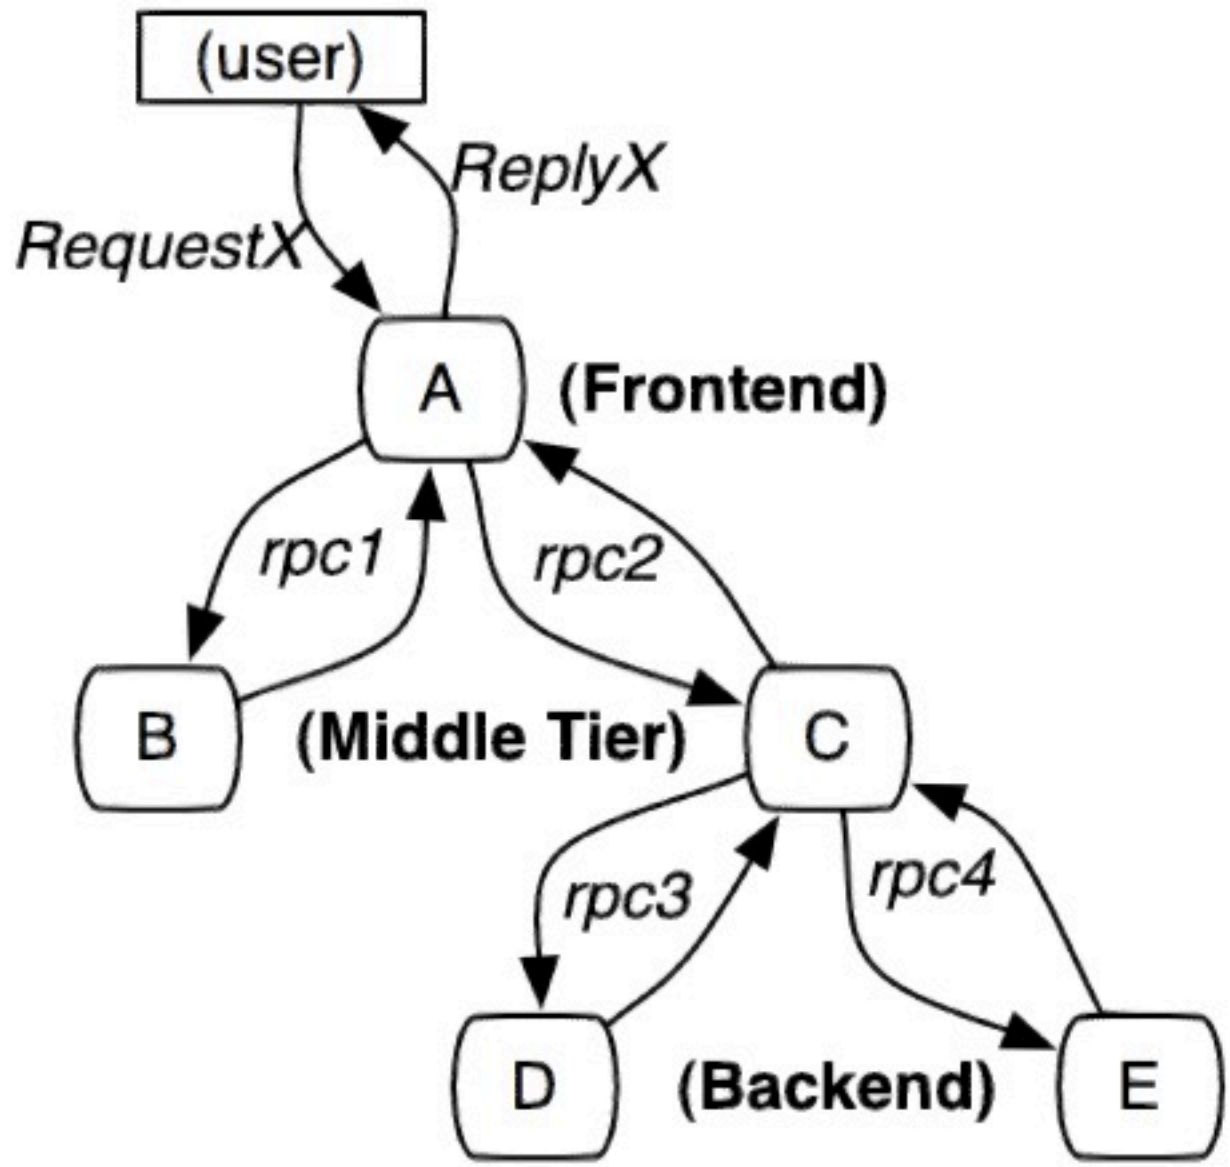 (user)
ReplyX
RequestX
A (Frontend)
rpc1 rpc2
B (Middle Tier) C
rpc3 rpc4
D (Backend) E